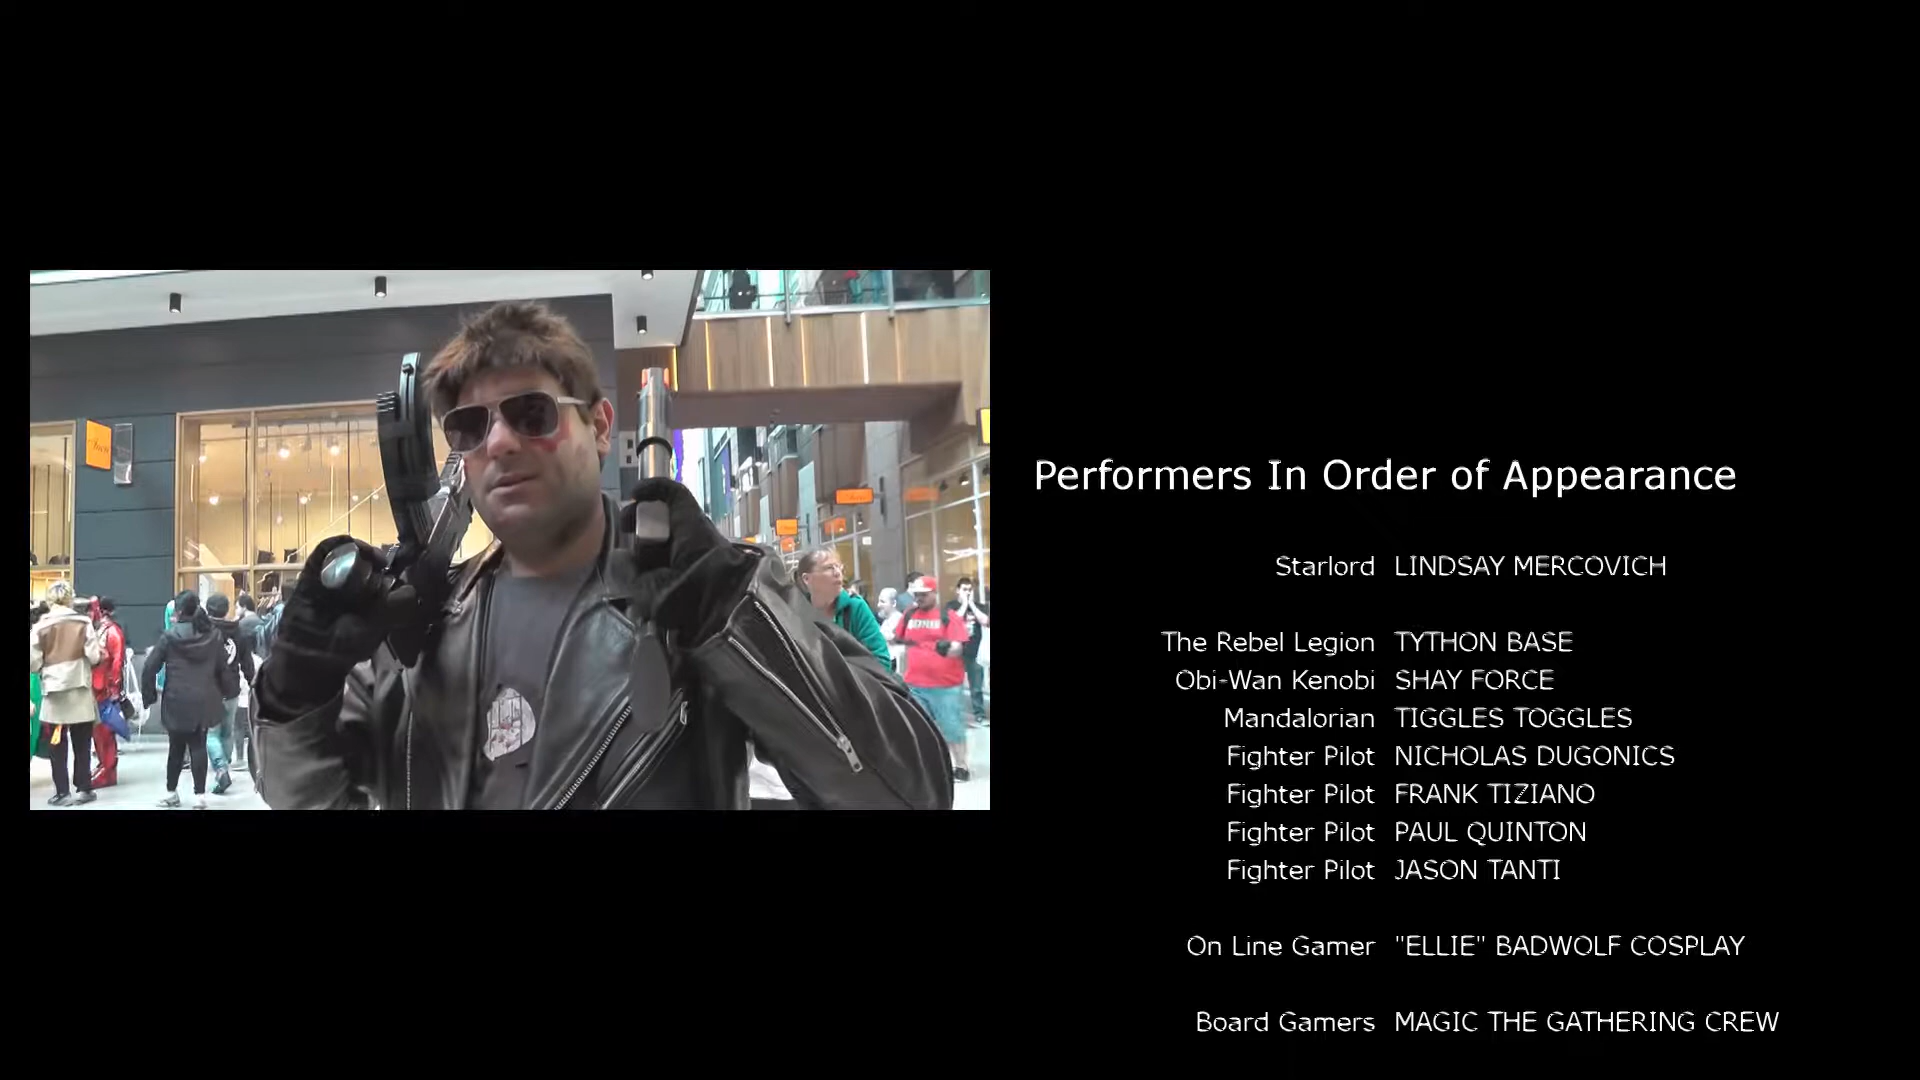 Performers In Order of Appearance
Starlord LINDSAY MERCOVICH
The Rebel Legion TYTHON BASE
Obi-Wan Kenobi SHAY FORCE
Mandalorian TIGGLES TOGGLES
Fighter Pilot NICHOLAS DUGONICS
Fighter Pilot FRANK TIZIANO
Fighter Pilot PAUL QUINTON
Fighter Pilot JASON TANTI
On Line Gamer "ELLIE" BADWOLF COSPLAY
Board Gamers MAGIC THE GATHERING CREW